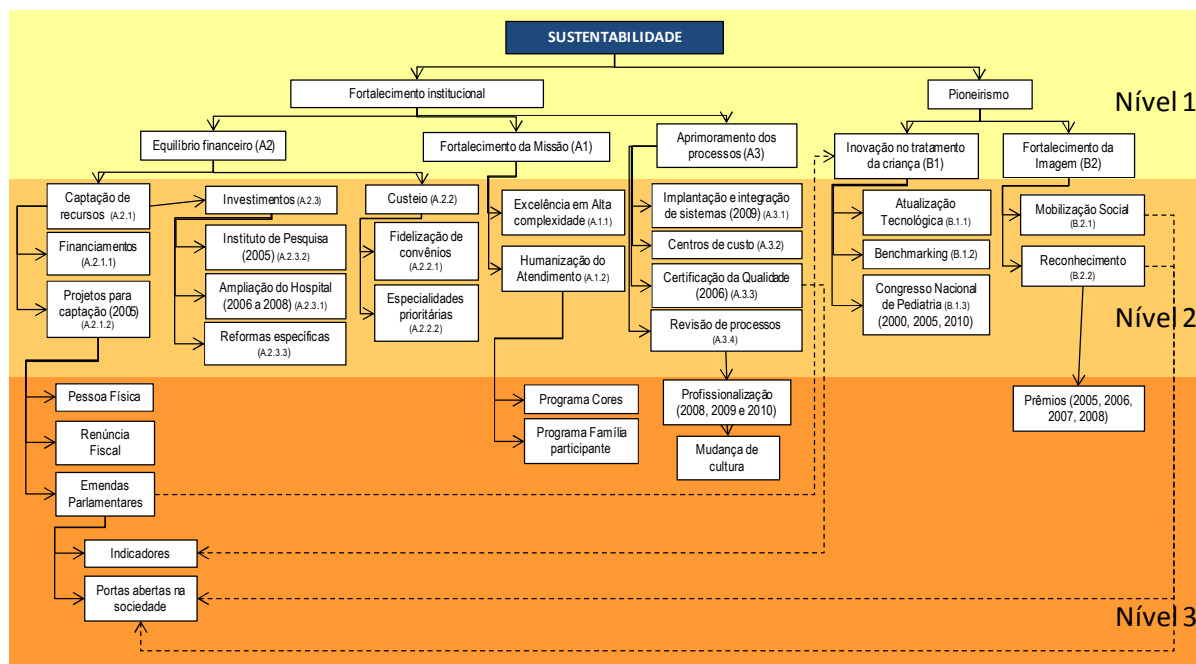 SUSTENTABILIDADE
Fortalecimento institucional
Pioneirismo
Nível 1
Equilíbrio financeiro (A2)
Fortalecimento da Missão (A1)
Aprimoramento dos
processos (A3)
Inovação no tratamento
da criança (B1)
Fortalecimento da
Imagem (B2)
Captação de
recursos (A.2.1)
Investimentos (A.2.3)
Custeio (A.2.2)
Excelência em Alta
complexidade (A.1.1)
Implantação e integração
de sistemas (2009) (A.3.1)
Atualização
Tecnológica (B.1.1)
Mobilização Social
(B.2.1)
Financiamentos
(A.2.1.1)
Instituto de Pesquisa
(2005) (A.2.3.2)
Fidelização de
convênios
(A.2.2.1)
Humanização do
Atendimento (A.1.2)
Centros de custo (A.3.2)
Benchmarking (B.1.2)
Reconhecimento
(B.2.2)
Projetos para
captação (2005)
(A.2.1.2)
Ampliação do Hospital
(2006 a 2008) (A.2.3.1)
Especialidades
prioritárias
(A.2.2.2)
Certificação da Qualidade
(2006) (A.3.3)
Congresso Nacional
de Pediatria (B.1.3)
(2000, 2005, 2010)
Reformas específicas
(A.2.3.3)
Revisão de processos
(A.3.4)
Nível 2
Pessoa Física
Programa Cores
Profissionalização
(2008, 2009 e 2010)
Prêmios (2005, 2006,
2007, 2008)
Renúncia
Fiscal
Programa Família
participante
Mudança de
cultura
Emendas
Parlamentares
Indicadores
Portas abertas na
sociedade
Nível 3